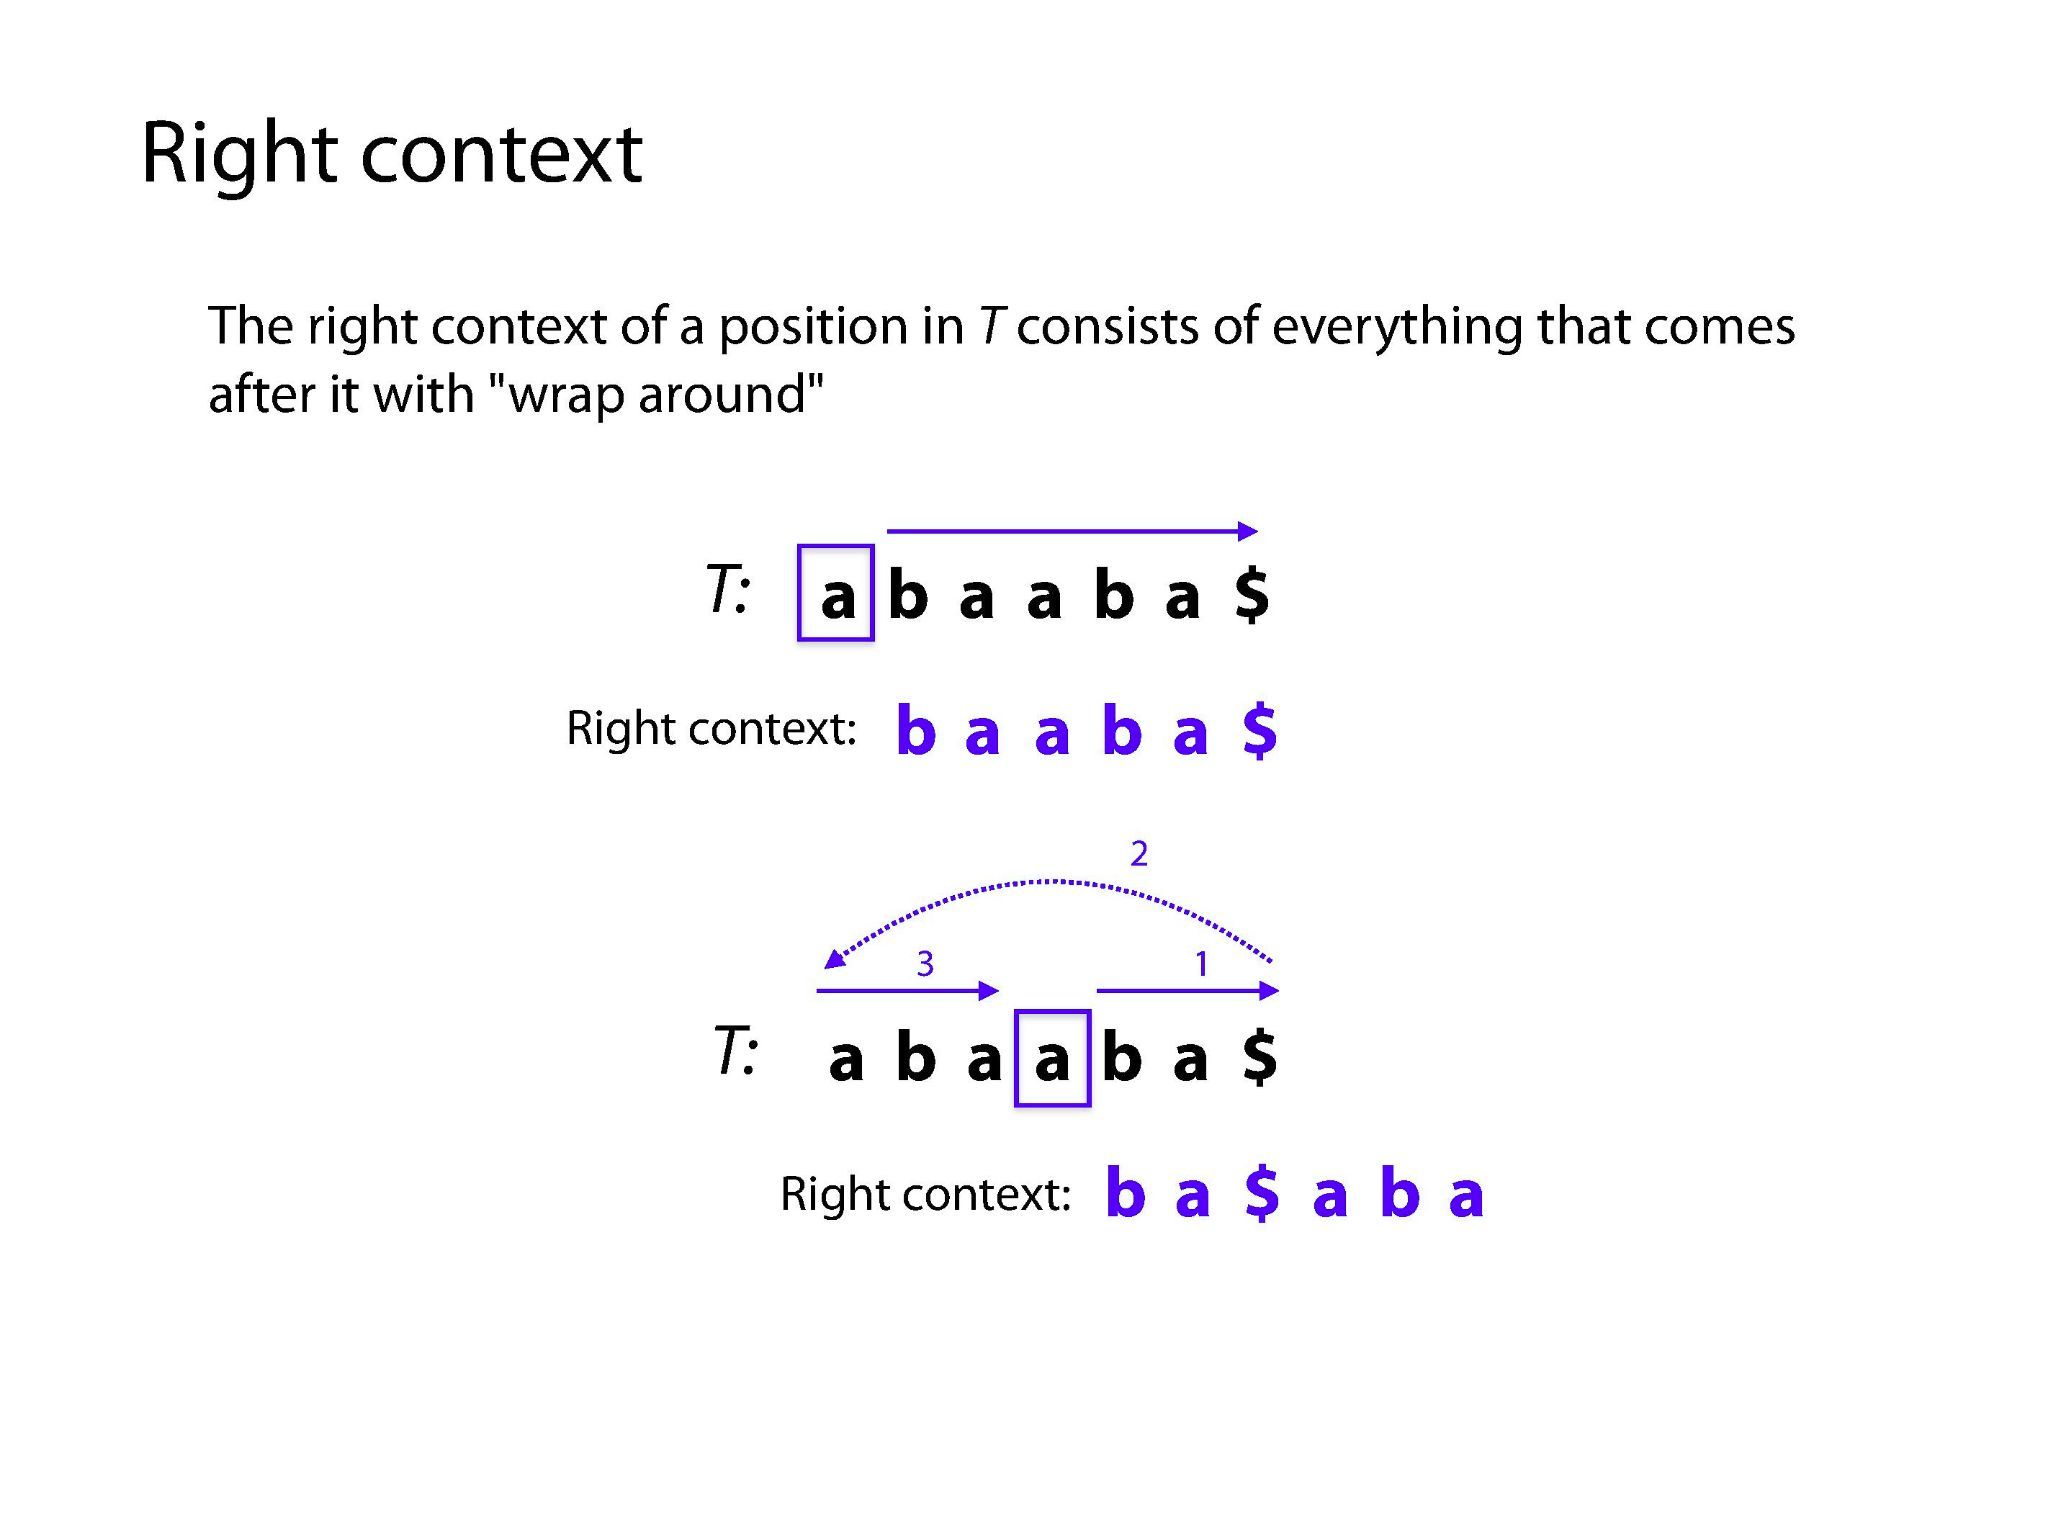 Right context
The right context of a position in T consists of everything that comes
after it with "wrap around"
T: a b a a b a $
Right context: b a a b a $
2
3 1
T: a b a a b a $
Right context: b a $ a b a